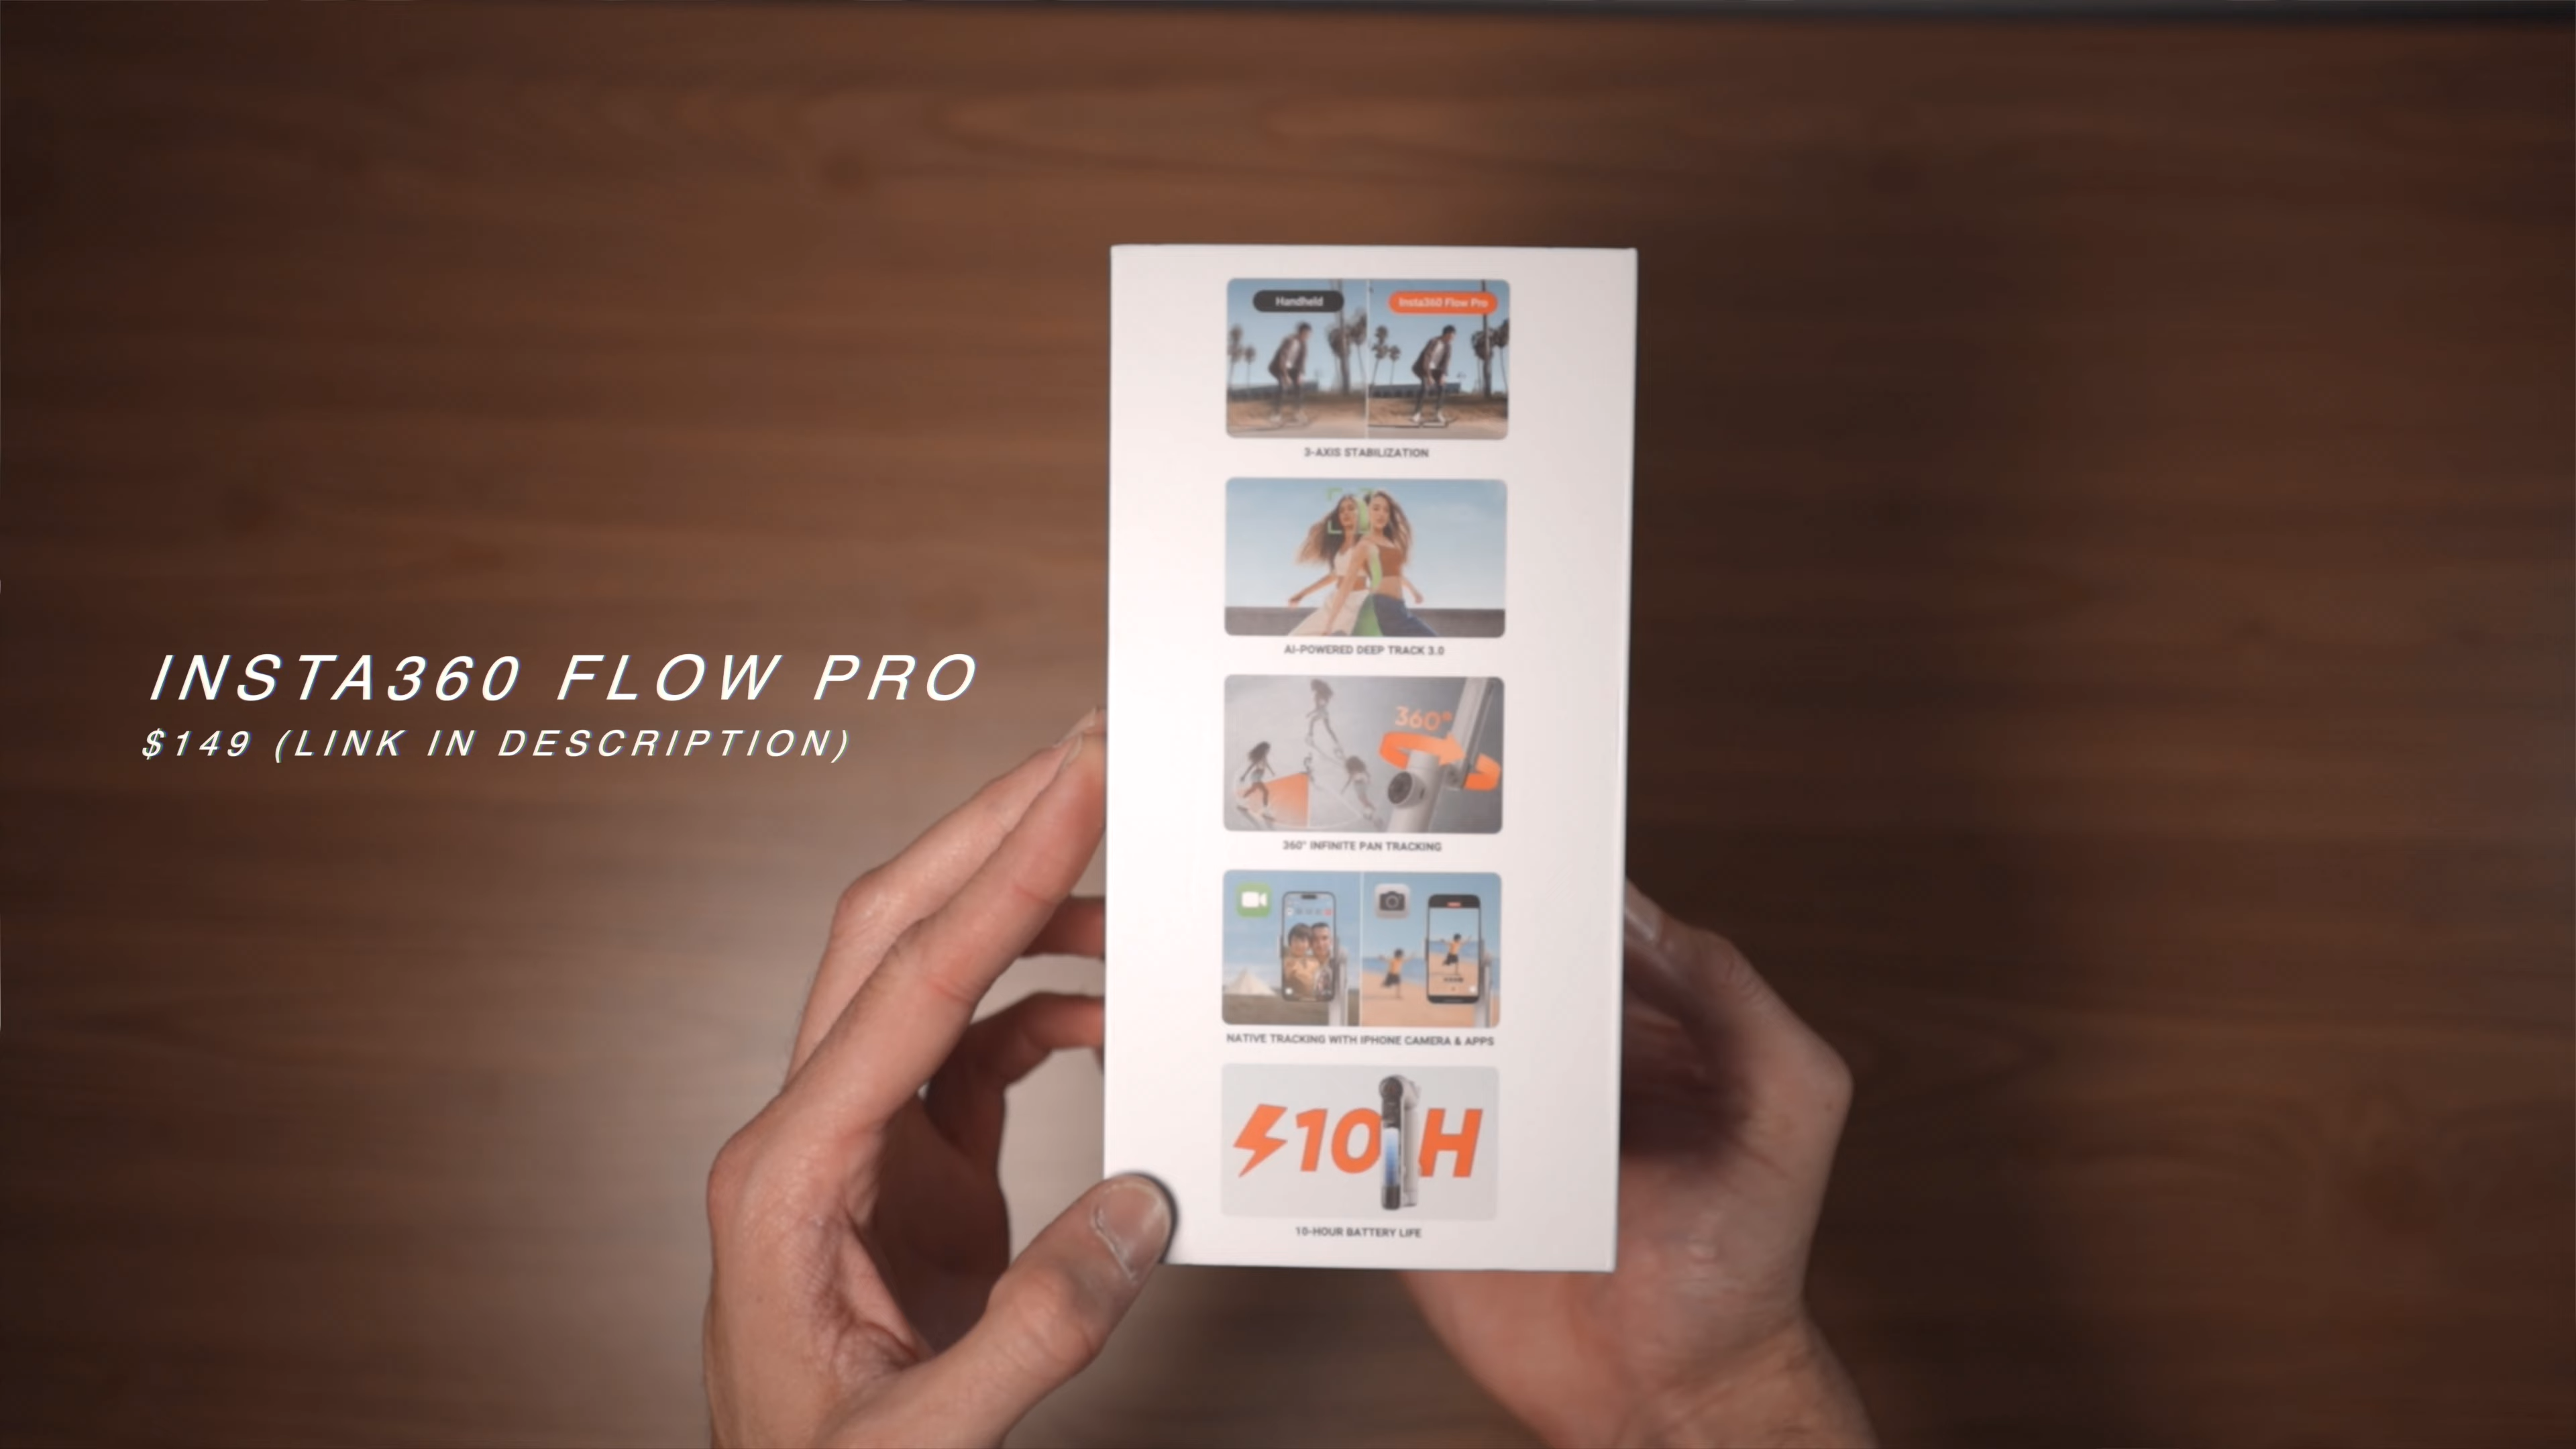 INSTA360 FLOW PRO
$149 (LINK IN DESCRIPTION)
Handheld
Insta360 Flow Pro
3-AXIS STABILIZATION
AI-POWERED DEEP TRACK 3.0
360°
360° INFINITE PAN TRACKING
NATIVE TRACKING WITH IPHONE CAMERA & APPS
10 H
10-HOUR BATTERY LIFE